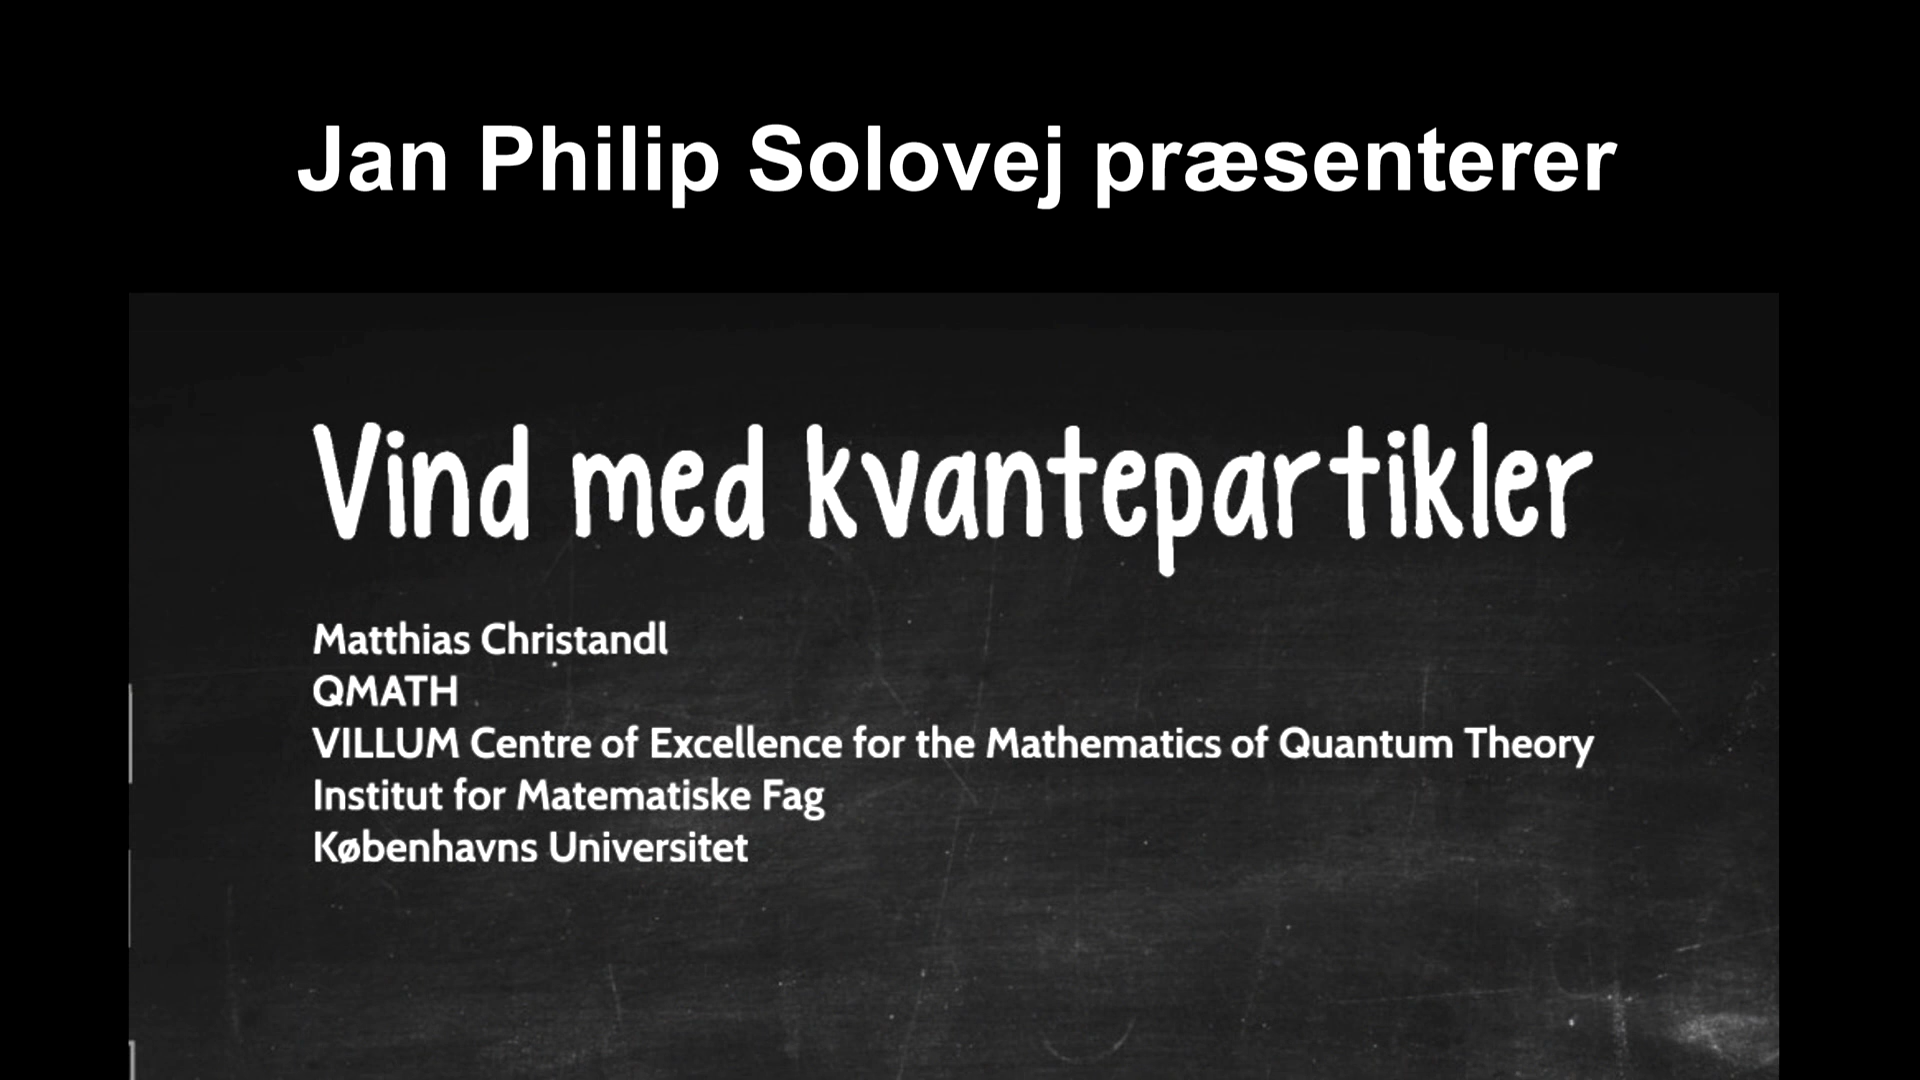 Jan Philip Solovej præsenterer
Vind med kvantepartikler
Matthias Christandl
QMATH
VILLUM Centre of Excellence for the Mathematics of Quantum Theory
Institut for Matematiske Fag
Københavns Universitet